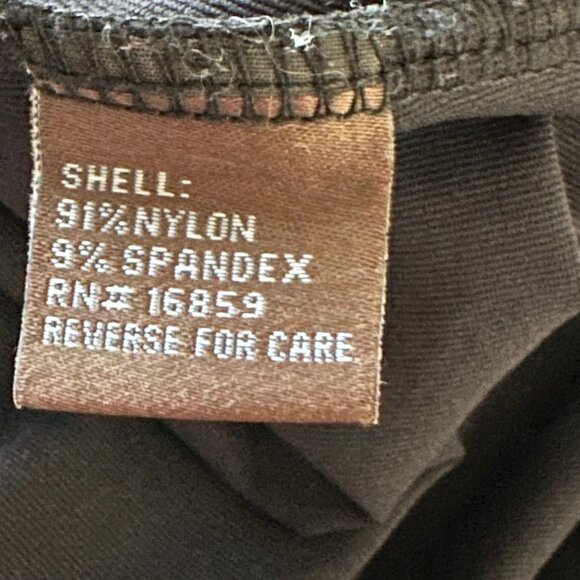 SHELL:
91%NYLON
9% SPANDEX
RN# 16859
REVERSE FOR CARE